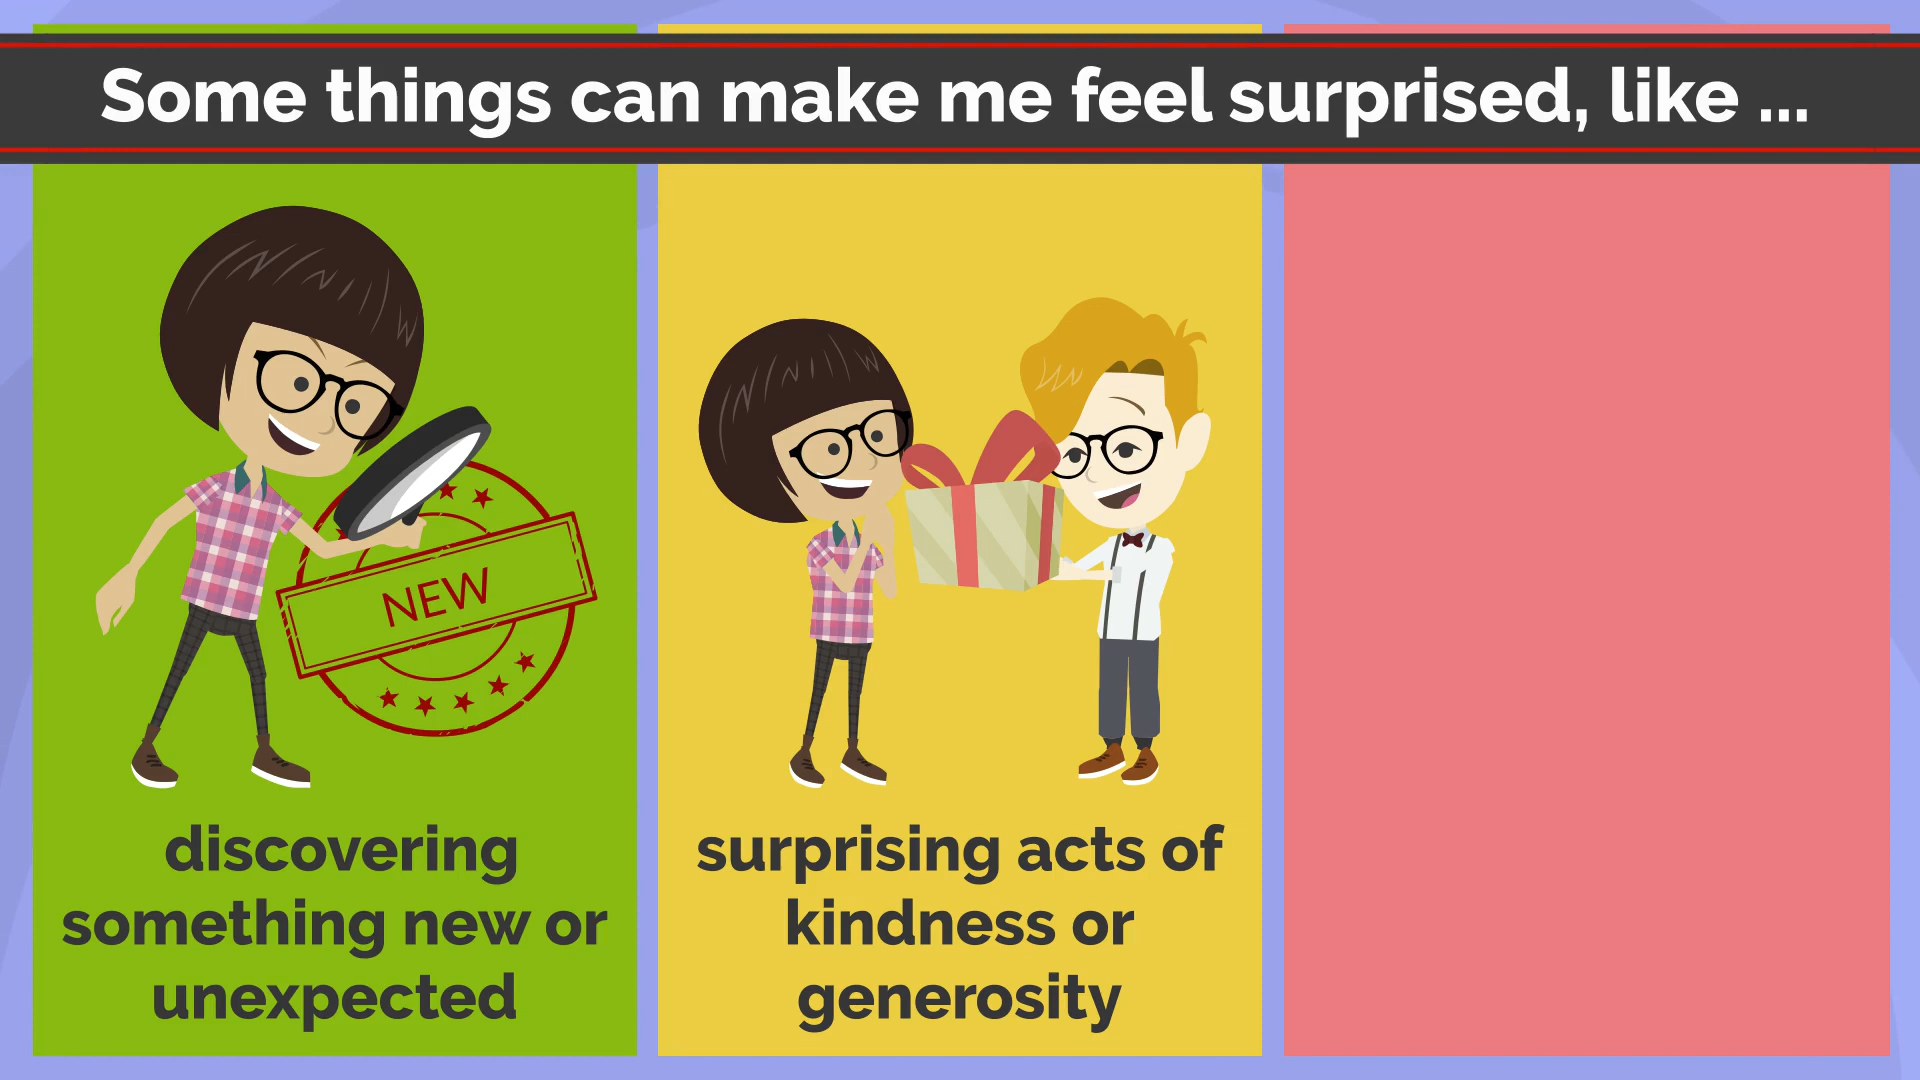 Some things can make me feel surprised, like ...
NEW
discovering
something new or
unexpected
surprising acts of
kindness or
generosity